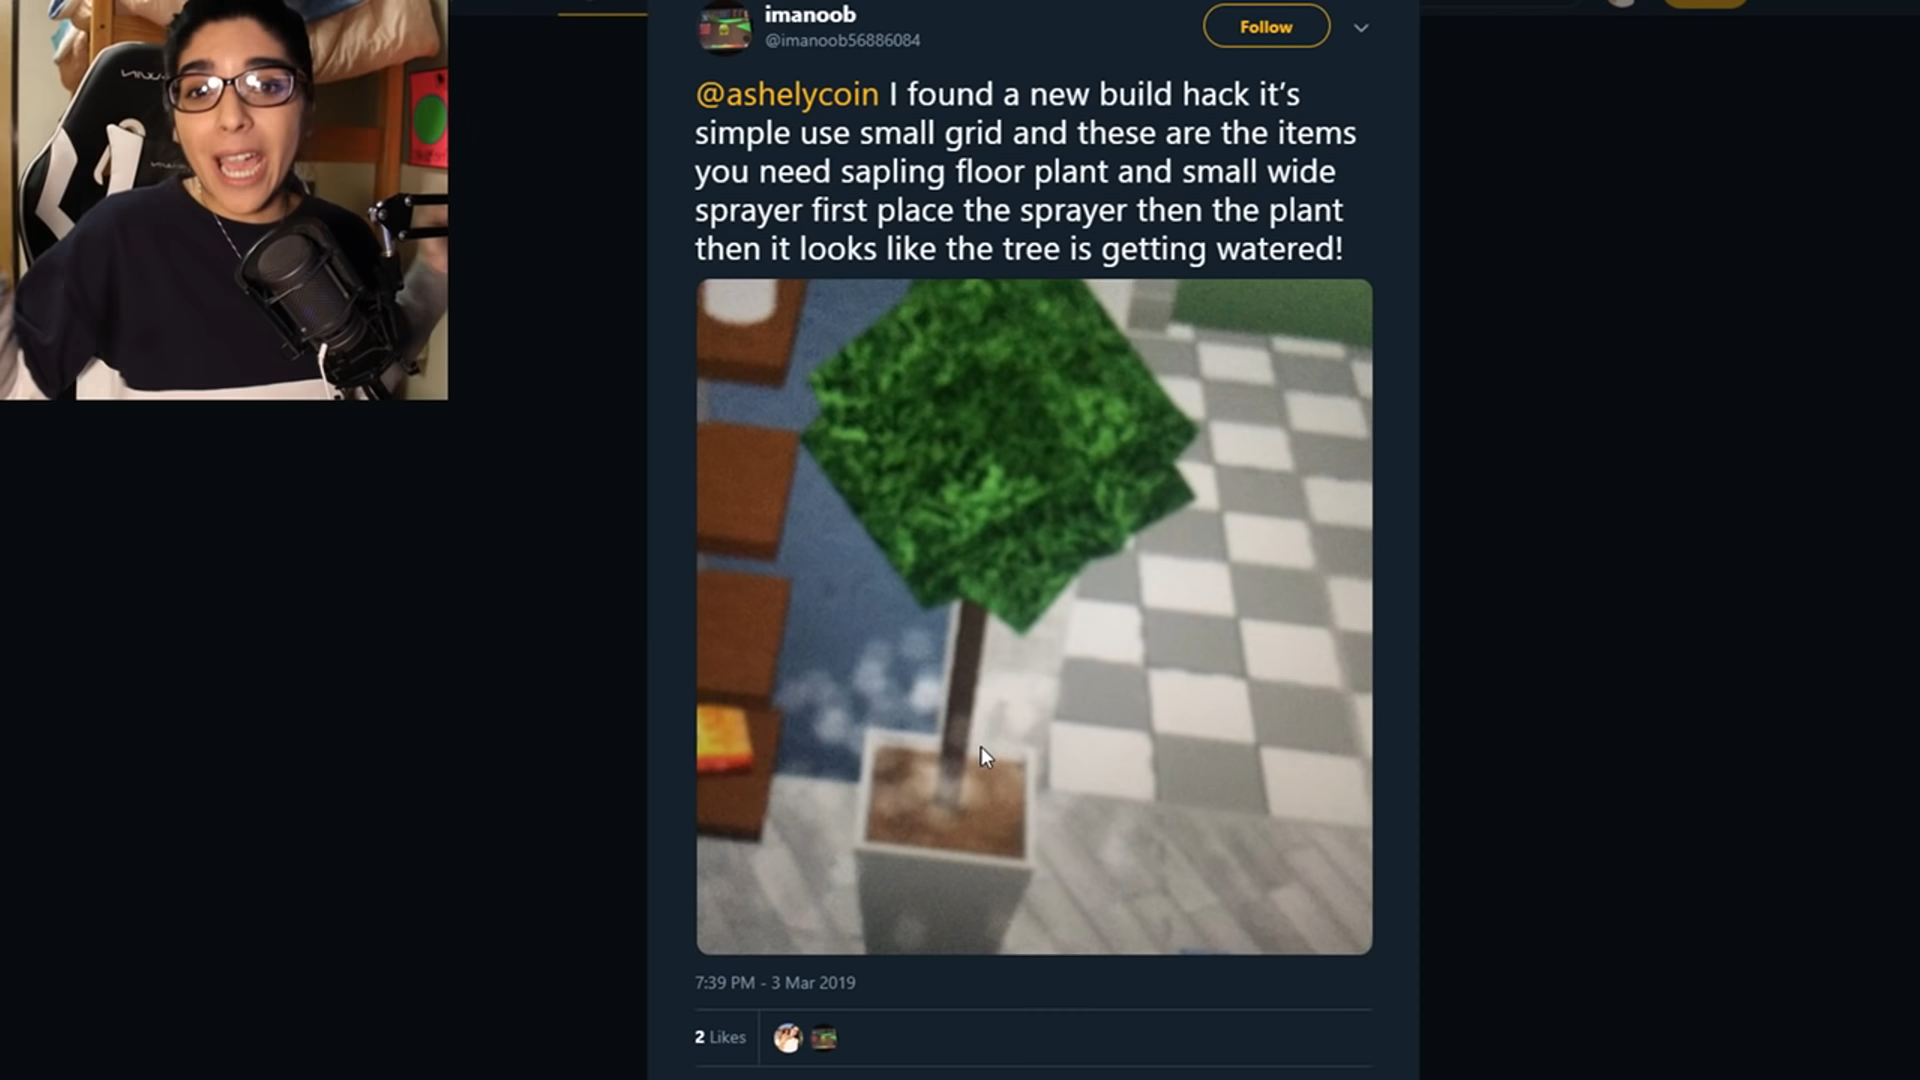 imanoob
@imanoob56886084
Follow
@ashelycoin I found a new build hack it’s
simple use small grid and these are the items
you need sapling floor plant and small wide
sprayer first place the sprayer then the plant
then it looks like the tree is getting watered!
7:39 PM - 3 Mar 2019
2 Likes